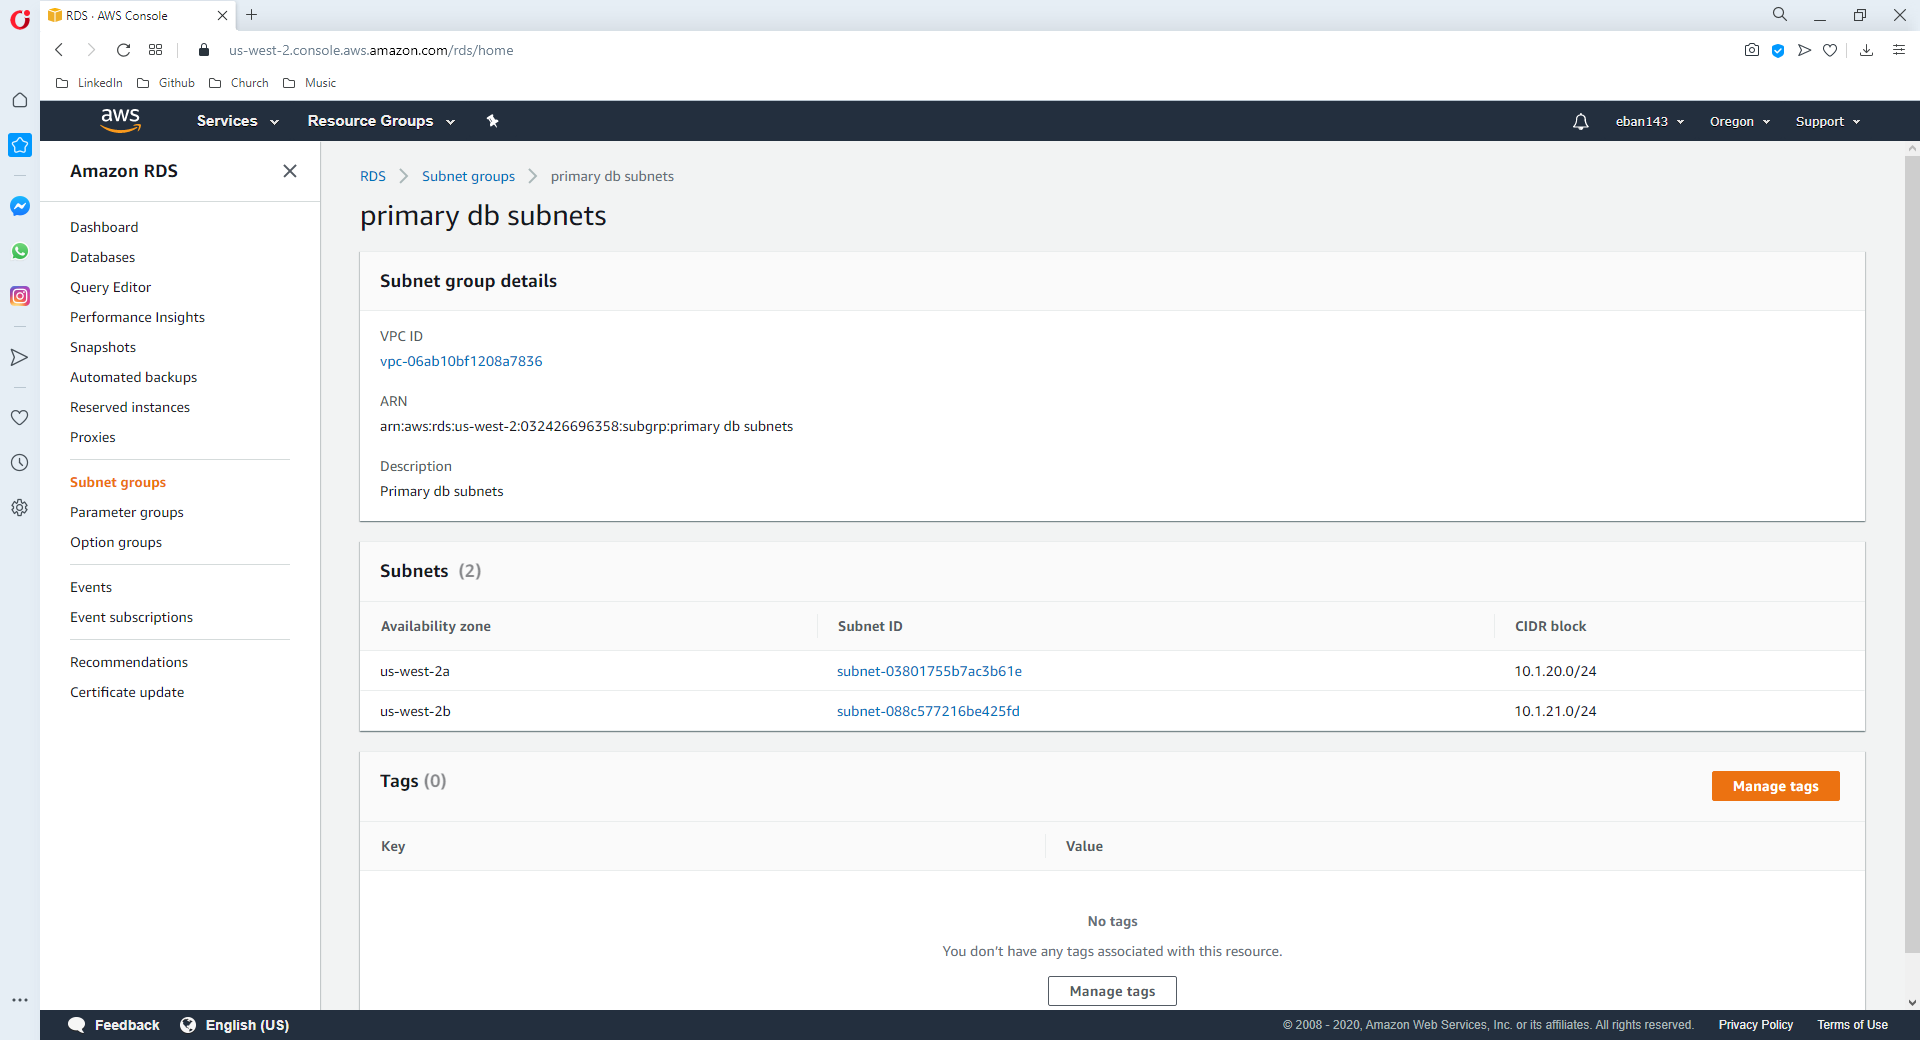 RDS · AWS Console
us-west-2.console.aws.amazon.com/rds/home
LinkedIn Github Church Music
aws Services Resource Groups eban143 Oregon Support
Amazon RDS
Dashboard
Databases
Query Editor
Performance Insights
Snapshots
Automated backups
Reserved instances
Proxies
Subnet groups
Parameter groups
Option groups
Events
Event subscriptions
Recommendations
Certificate update
RDS Subnet groups primary db subnets
primary db subnets
Subnet group details
VPC ID
vpc-06ab10bf1208a7836
ARN
arn:aws:rds:us-west-2:032426696358:subgrp:primary db subnets
Description
Primary db subnets
Subnets (2)
Availability zone Subnet ID CIDR block
us-west-2a subnet-03801755b7ac3b61e 10.1.20.0/24
us-west-2b subnet-088c577216be425fd 10.1.21.0/24
Tags (0) Manage tags
Key Value
No tags
You don’t have any tags associated with this resource.
Manage tags
Feedback English (US) © 2008 - 2020, Amazon Web Services, Inc. or its affiliates. All rights reserved. Privacy Policy Terms of Use